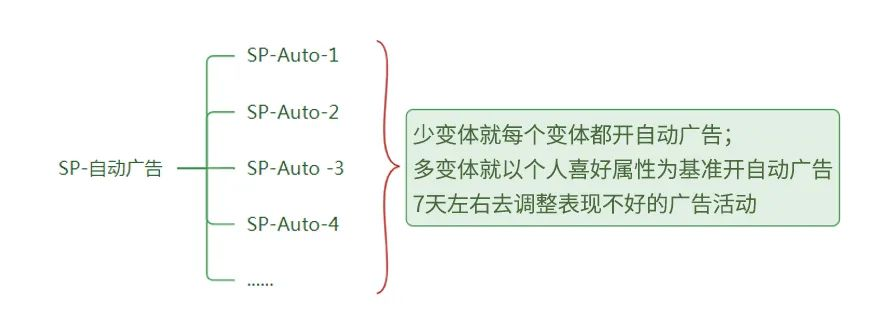 SP-Auto-1
SP-Auto-2
SP-自动广告
SP-Auto -3
SP-Auto-4
......
少变体就每个变体都开自动广告；
多变体就以个人喜好属性为基准开自动广告
7天左右去调整表现不好的广告活动